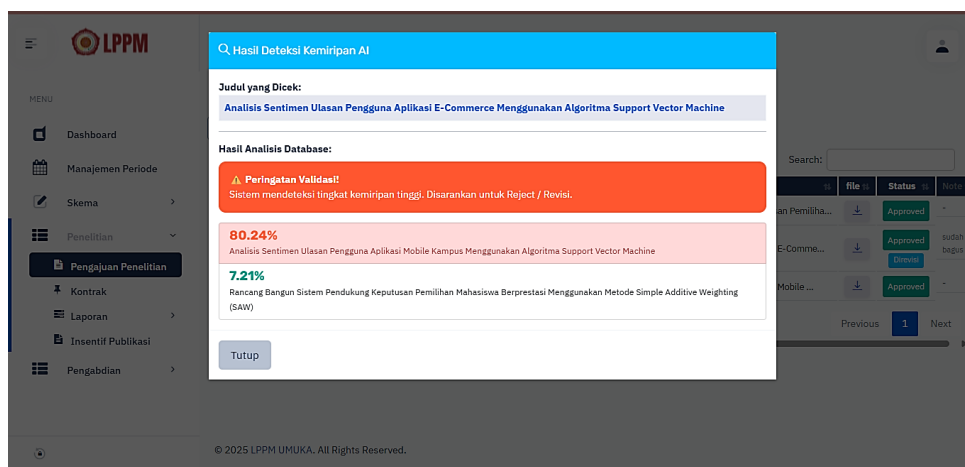 LPPM
MENU
Dashboard
Manajemen Periode
Skema
Penelitian
Pengajuan Penelitian
Kontrak
Laporan
Insentif Publikasi
Pengabdian
Hasil Deteksi Kemiripan AI
Judul yang Dicek:
Analisis Sentimen Ulasan Pengguna Aplikasi E-Commerce Menggunakan Algoritma Support Vector Machine
Hasil Analisis Database:
Peringatan Validasi!
Sistem mendeteksi tingkat kemiripan tinggi. Disarankan untuk Reject / Revisi.
80.24%
Analisis Sentimen Ulasan Pengguna Aplikasi Mobile Kampus Menggunakan Algoritma Support Vector Machine
7.21%
Rancang Bangun Sistem Pendukung Keputusan Pemilihan Mahasiswa Berprestasi Menggunakan Metode Simple Additive Weighting
(SAW)
Tutup
Search:
file Status Note
an Pemiliha... Approved -
E-Comme... Approved sudah
Direvisi bagus
Mobile ... Approved -
Previous 1 Next
© 2025 LPPM UMUKA. All Rights Reserved.